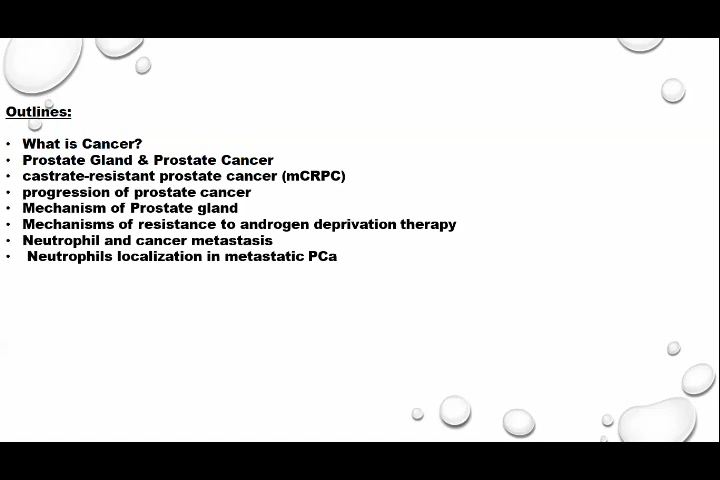 Outlines:
• What is Cancer?
• Prostate Gland & Prostate Cancer
• castrate-resistant prostate cancer (mCRPC)
• progression of prostate cancer
• Mechanism of Prostate gland
• Mechanisms of resistance to androgen deprivation therapy
• Neutrophil and cancer metastasis
• Neutrophils localization in metastatic PCa